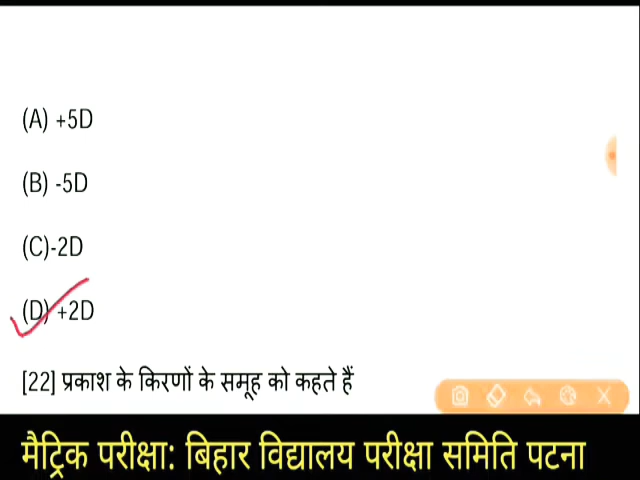 (A) +5D
(B) -5D
(C)-2D
(D) +2D
[22] प्रकाश के किरणों के समूह को कहते हैं
मैट्रिक परीक्षा: बिहार विद्यालय परीक्षा समिति पटना